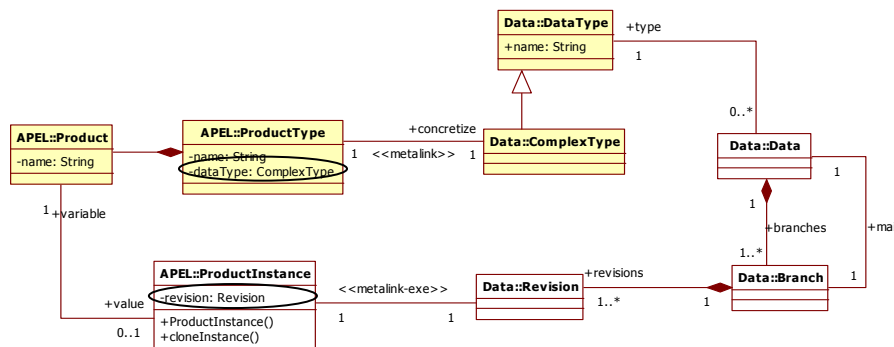 Data::DataType
+name: String
+type
1
0..*
APEL::Product
-name: String
APEL::ProductType
-name: String
-dataType: ComplexType
+concretize
1
<<metalink>>
1
Data::ComplexType
Data::Data
1
1
+branches
+ma
1..*
1
Data::Branch
1
+variable
+value
0..1
APEL::ProductInstance
-revision: Revision
+ProductInstance()
+cloneInstance()
<<metalink-exe>>
1
1
Data::Revision
+revisions
1..*
1